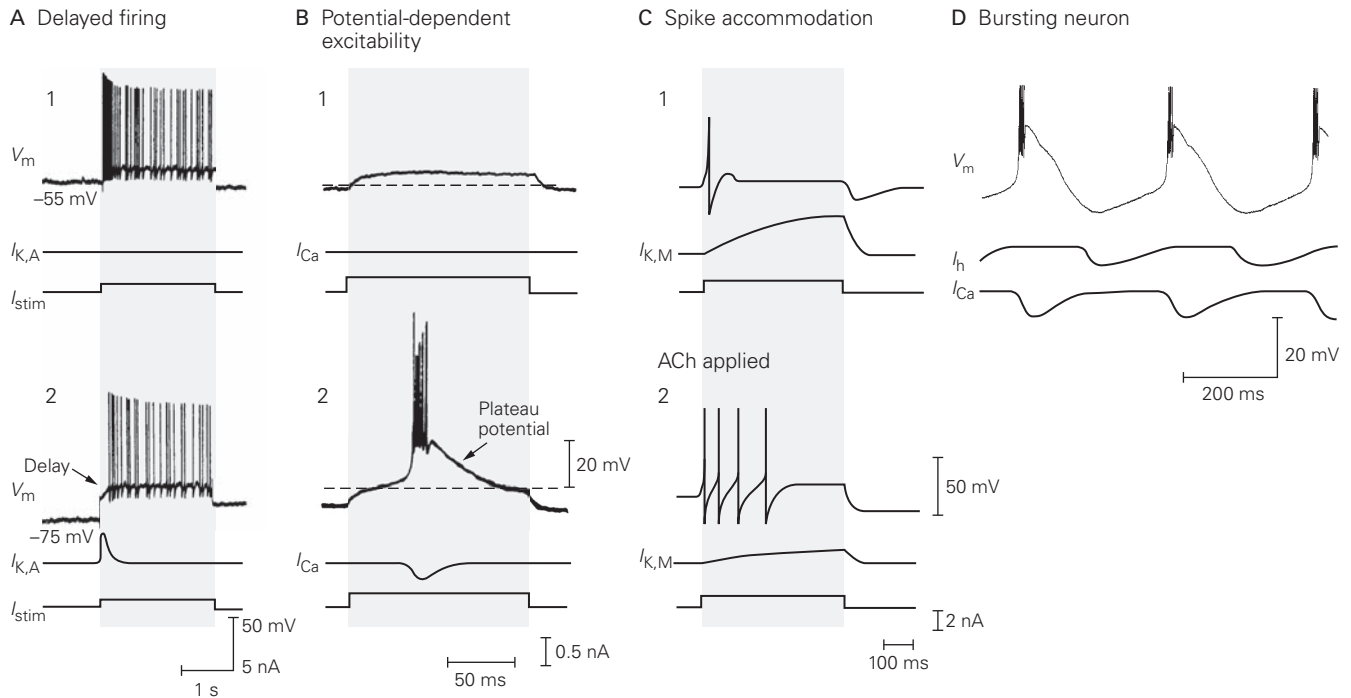 A Delayed firing
1
Vm
–55 mV
IK,A
Istim
2
Delay
Vm
–75 mV
IK,A
Istim
50 mV
5 nA
1 s
B Potential-dependent
excitability
1
ICa
2
Plateau
potential
20 mV
ICa
0.5 nA
50 ms
C Spike accommodation
1
IK,M
ACh applied
2
50 mV
IK,M
2 nA
100 ms
D Bursting neuron
Vm
Ih
ICa
20 mV
200 ms